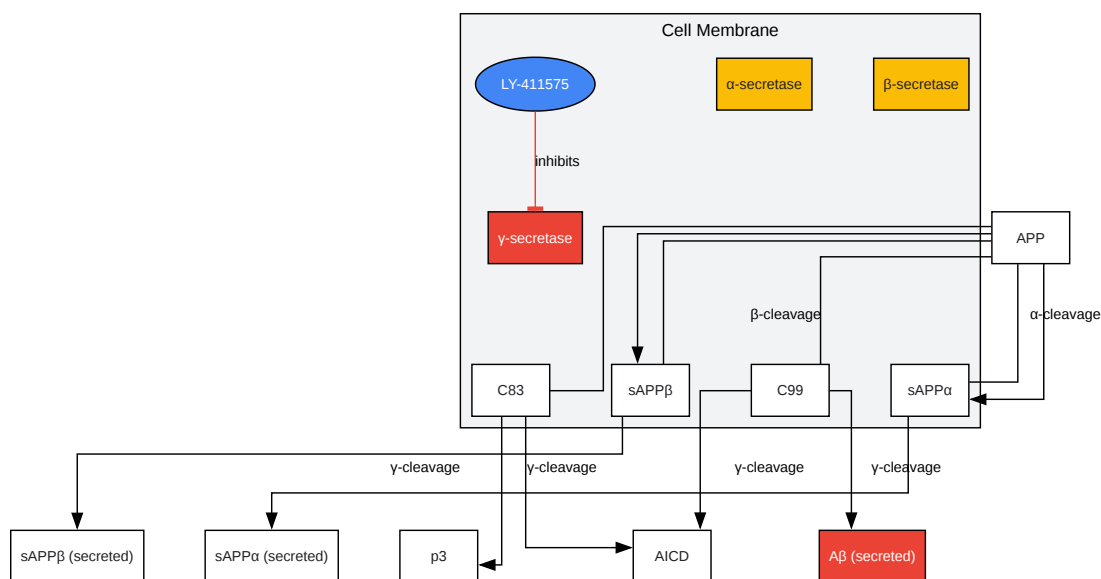 Cell Membrane
LY-411575
α-secretase
β-secretase
inhibits
γ-secretase
APP
β-cleavage
α-cleavage
C83
sAPPβ
C99
sAPPα
γ-cleavage
γ-cleavage
γ-cleavage
γ-cleavage
sAPPβ (secreted)
sAPPα (secreted)
p3
AICD
Aβ (secreted)